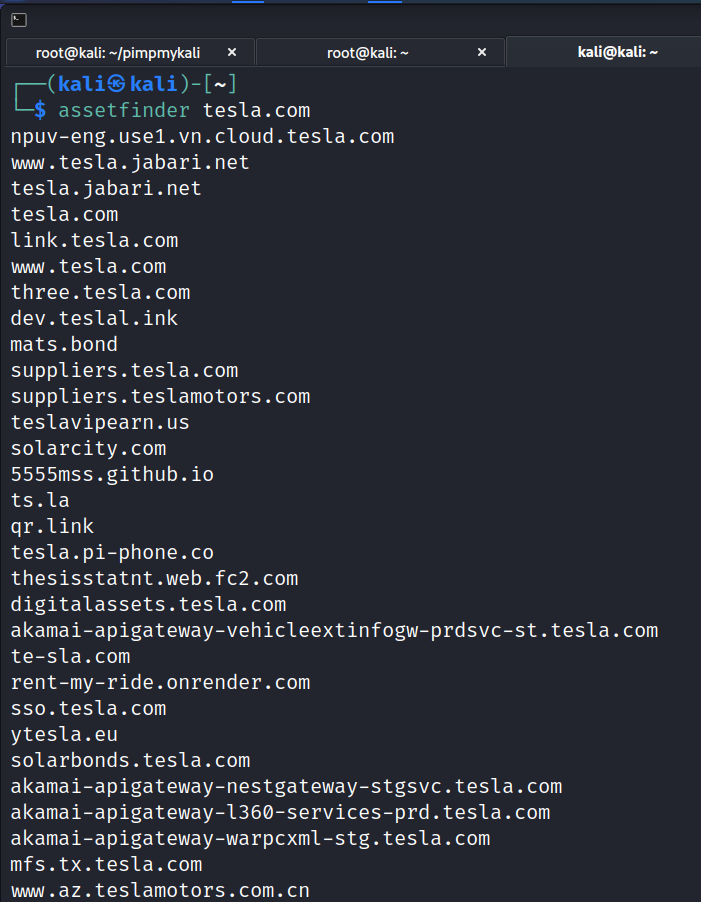 root@kali: ~/pimpmykali × root@kali: ~ × kali@kali: ~
┌──(kali㉿kali)-[~]
└─$ assetfinder tesla.com
npuv-eng.use1.vn.cloud.tesla.com
www.tesla.jabari.net
tesla.jabari.net
tesla.com
link.tesla.com
www.tesla.com
three.tesla.com
dev.teslal.ink
mats.bond
suppliers.tesla.com
suppliers.teslamotors.com
teslavipearn.us
solarcity.com
5555mss.github.io
ts.la
qr.link
tesla.pi-phone.co
thesisstatnt.web.fc2.com
digitalassets.tesla.com
akamai-apigateway-vehicleextinfogw-prdsvc-st.tesla.com
te-sla.com
rent-my-ride.onrender.com
sso.tesla.com
ytesla.eu
solarbonds.tesla.com
akamai-apigateway-nestgateway-stgsvc.tesla.com
akamai-apigateway-l360-services-prd.tesla.com
akamai-apigateway-warpcxml-stg.tesla.com
mfs.tx.tesla.com
www.az.teslamotors.com.cn